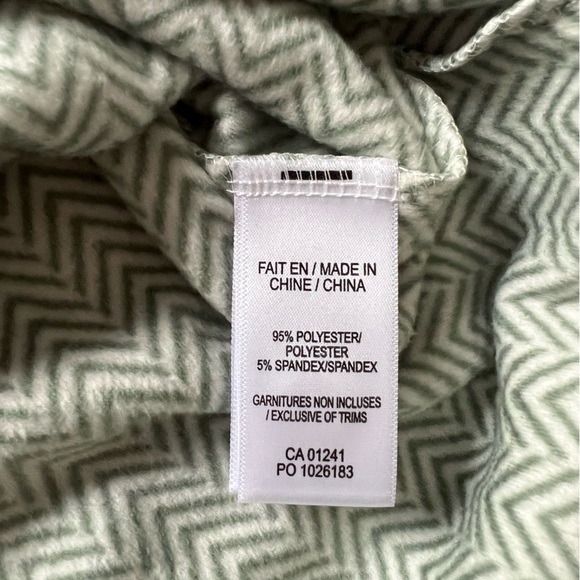 FAIT EN / MADE IN
CHINE / CHINA
95% POLYESTER/
POLYESTER
5% SPANDEX/SPANDEX
GARNITURES NON INCLUSES
/ EXCLUSIVE OF TRIMS
CA 01241
PO 1026183